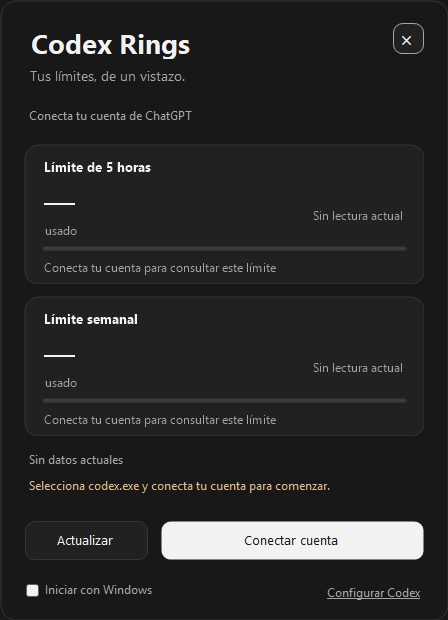 Codex Rings
Tus límites, de un vistazo.
Conecta tu cuenta de ChatGPT
Límite de 5 horas
—
Sin lectura actual
usado
Conecta tu cuenta para consultar este límite
Límite semanal
—
Sin lectura actual
usado
Conecta tu cuenta para consultar este límite
Sin datos actuales
Selecciona codex.exe y conecta tu cuenta para comenzar.
Actualizar
Conectar cuenta
Iniciar con Windows
Configurar Codex